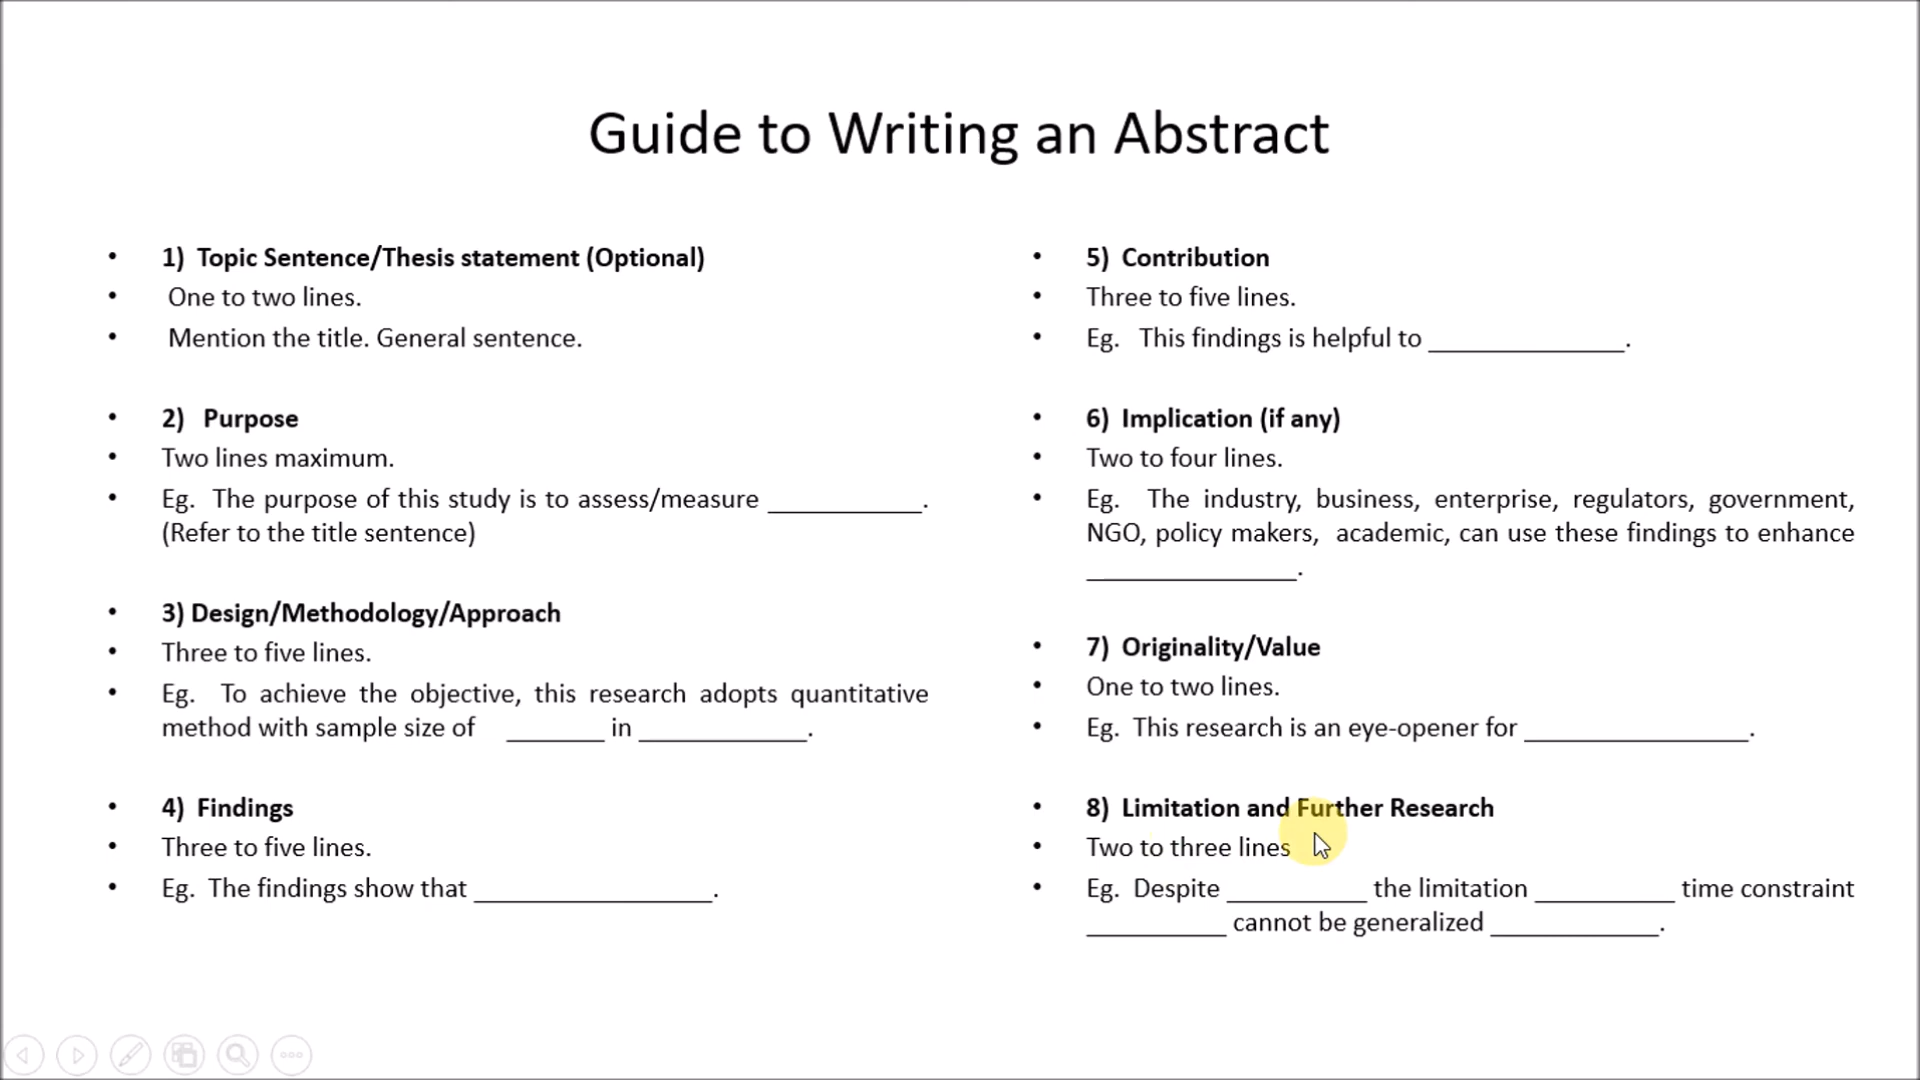 Guide to Writing an Abstract
• 1) Topic Sentence/Thesis statement (Optional)
• One to two lines.
• Mention the title. General sentence.
• 2) Purpose
• Two lines maximum.
• Eg. The purpose of this study is to assess/measure ___________.
(Refer to the title sentence)
• 3) Design/Methodology/Approach
• Three to five lines.
• Eg. To achieve the objective, this research adopts quantitative
method with sample size of _______ in ____________.
• 4) Findings
• Three to five lines.
• Eg. The findings show that _________________.
• 5) Contribution
• Three to five lines.
• Eg. This findings is helpful to ______________.
• 6) Implication (if any)
• Two to four lines.
• Eg. The industry, business, enterprise, regulators, government,
NGO, policy makers, academic, can use these findings to enhance
_______________.
• 7) Originality/Value
• One to two lines.
• Eg. This research is an eye-opener for ________________.
• 8) Limitation and Further Research
• Two to three lines
• Eg. Despite __________ the limitation __________ time constraint
__________ cannot be generalized ____________.